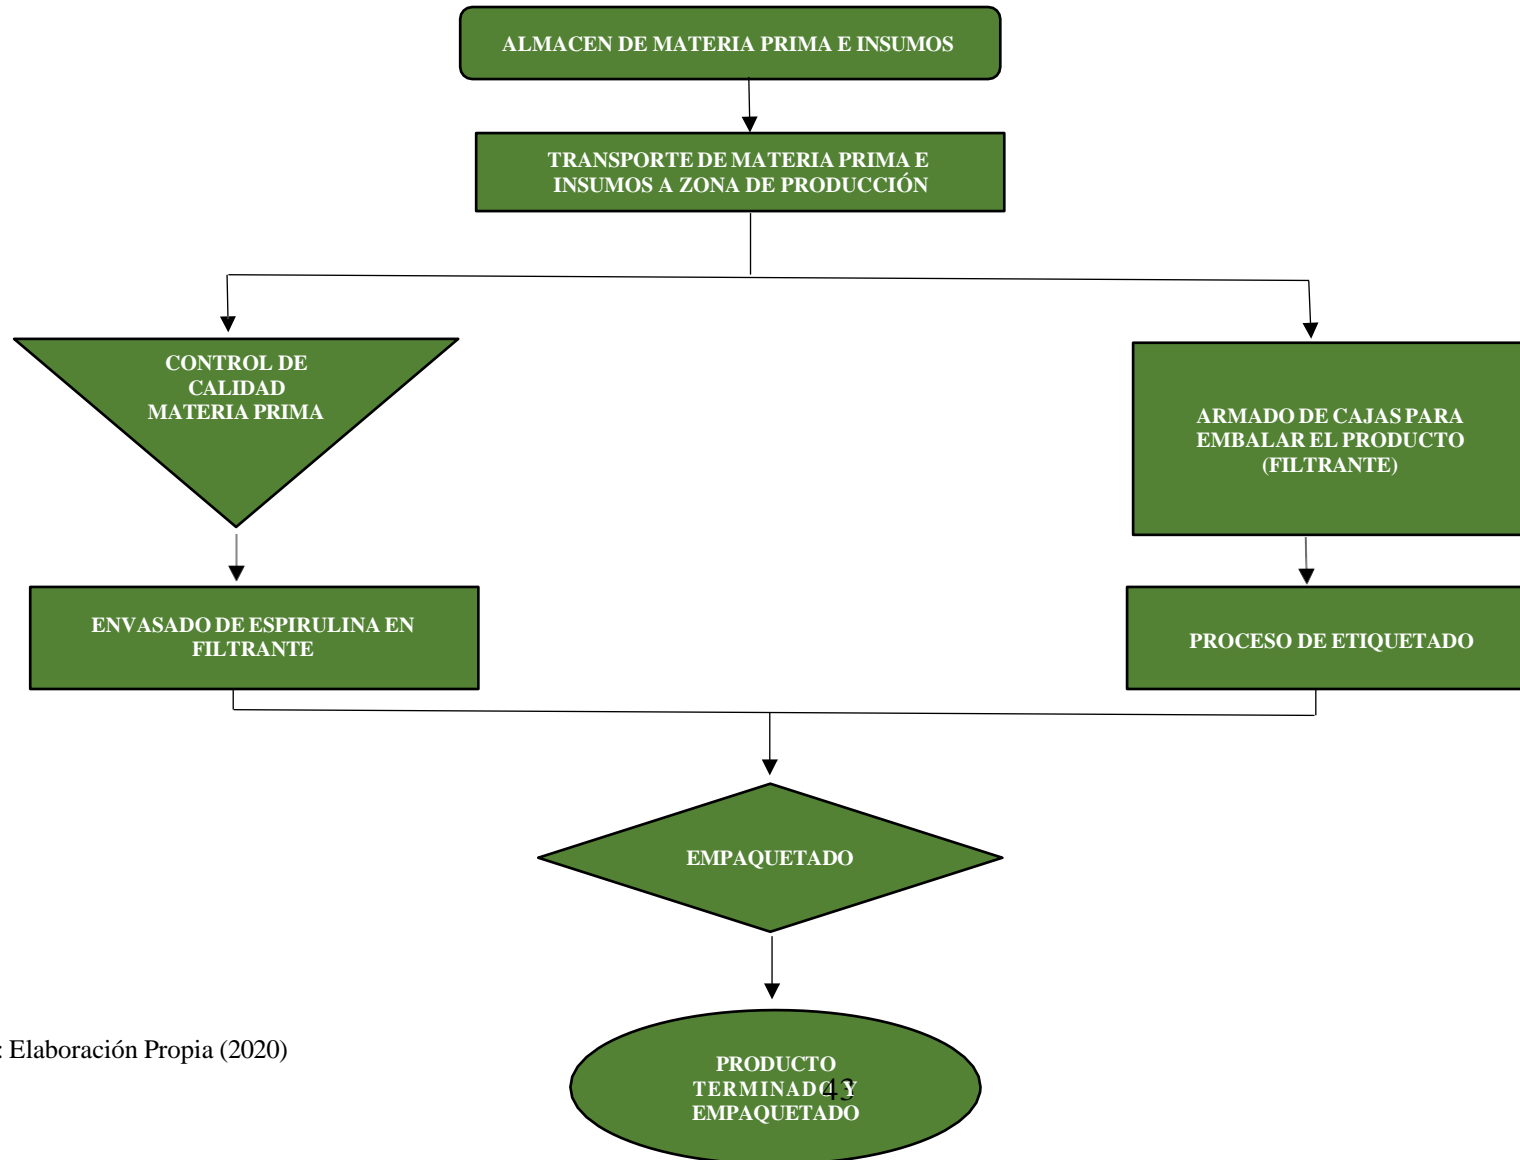 ALMACEN DE MATERIA PRIMA E INSUMOS
TRANSPORTE DE MATERIA PRIMA E
INSUMOS A ZONA DE PRODUCCIÓN
CONTROL DE
CALIDAD
MATERIA PRIMA
ARMADO DE CAJAS PARA
EMBALAR EL PRODUCTO
(FILTRANTE)
ENVASADO DE ESPIRULINA EN
FILTRANTE
PROCESO DE ETIQUETADO
EMPAQUETADO
: Elaboración Propia (2020)
PRODUCTO
TERMINADO Y
EMPAQUETADO
43